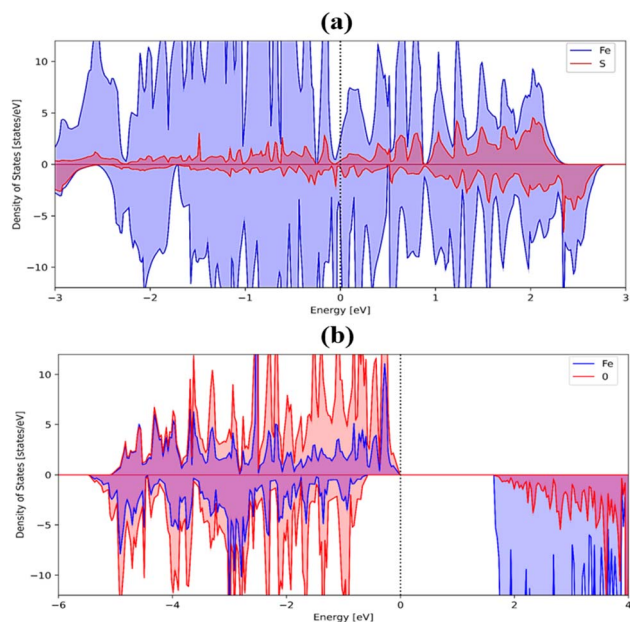 (a)
Density of States [states/eV]
10
5
0
−5
−10
Fe
S
−3
−2
−1
0
1
2
3
Energy [eV]
(b)
Density of States [states/eV]
10
5
0
−5
−10
Fe
O
−6
−4
−2
0
2
4
Energy [eV]